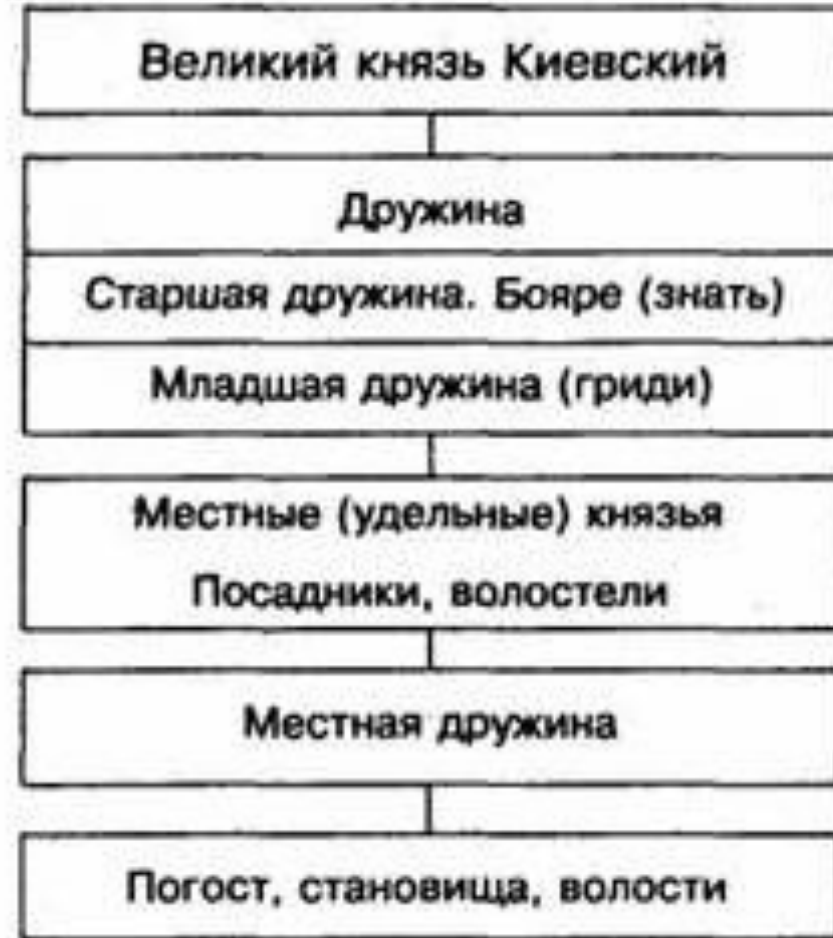 Великий князь Киевский
Дружина
Старшая дружина. Бояре (знать)
Младшая дружина (гриди)
Местные (удельные) князья
Посадники, волостели
Местная дружина
Погост, становища, волости